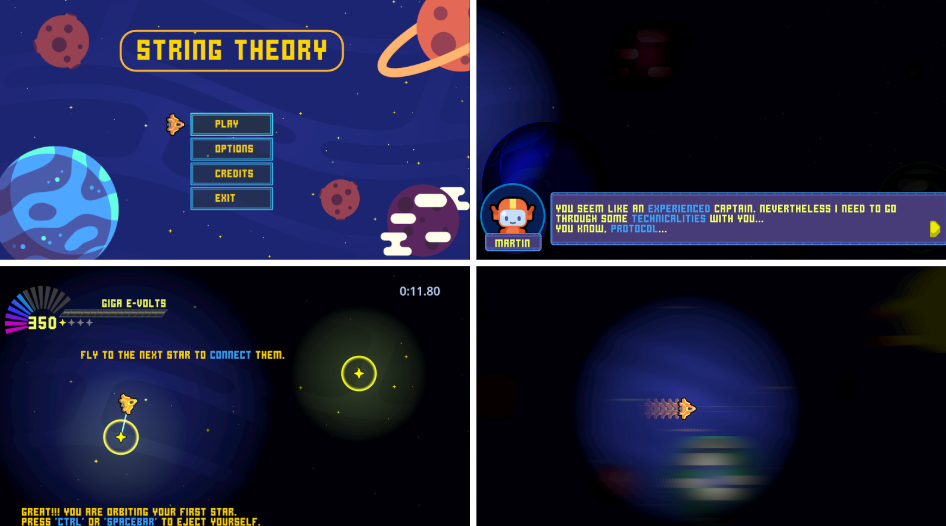 STRING THEORY
PLAY
OPTIONS
CREDITS
EXIT
YOU SEEM LIKE AN EXPERIENCED CAPTAIN. NEVERTHELESS I NEED TO GO
THROUGH SOME TECHNICALITIES WITH YOU...
YOU KNOW, PROTOCOL...
MARTIN
0:11.80
GIGA E-VOLTS
350
FLY TO THE NEXT STAR TO CONNECT THEM.
GREAT!!! YOU ARE ORBITING YOUR FIRST STAR.
PRESS 'CTRL' OR 'SPACEBAR' TO EJECT YOURSELF.